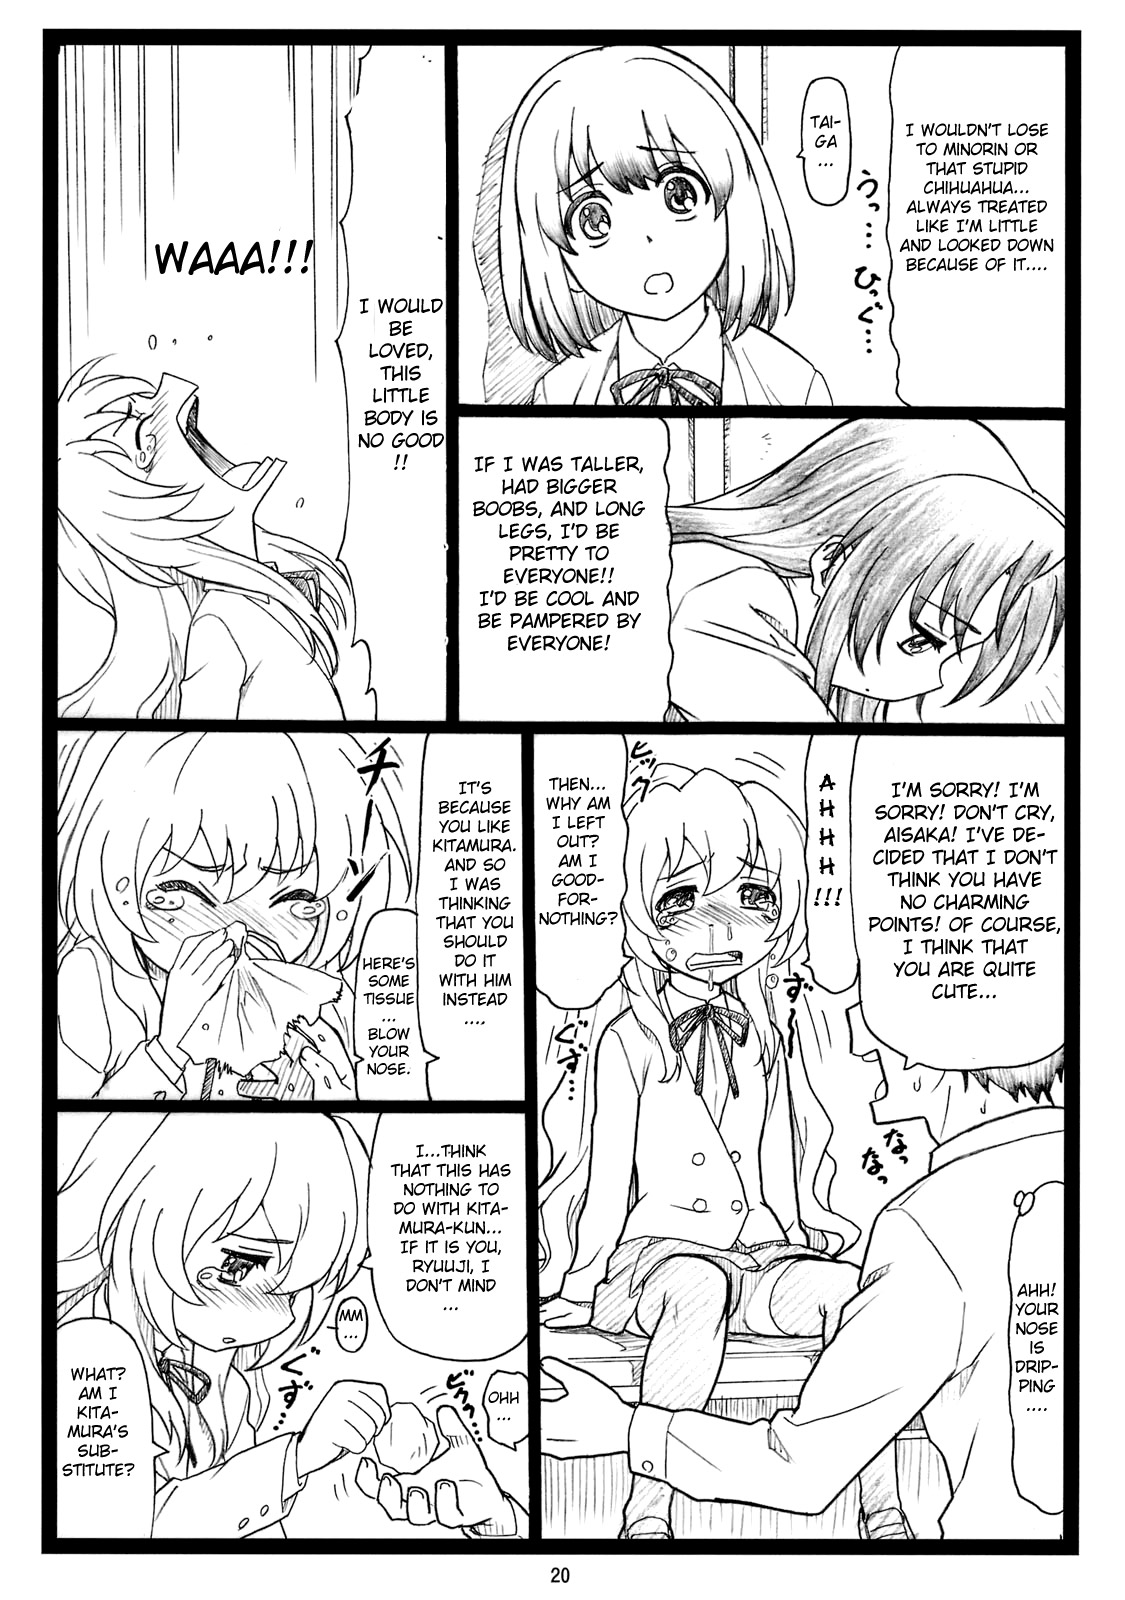 I WOULDN'T LOSE
TO MINORIN OR
THAT STUPID
CHIHUAHUA...
ALWAYS TREATED
LIKE I'M LITTLE
AND LOOKED DOWN
BECAUSE OF IT....
うっ… ひっぐ…
TAI-
GA
...
IF I WAS TALLER,
HAD BIGGER
BOOBS, AND LONG
LEGS, I'D BE
PRETTY TO
EVERYONE!!
I'D BE COOL AND
BE PAMPERED BY
EVERYONE!
I WOULD
BE
LOVED,
THIS
LITTLE
BODY IS
NO GOOD
!!
WAAA!!!
I'M SORRY! I'M
SORRY! DON'T CRY,
AISAKA! I'VE DE-
CIDED THAT I DON'T
THINK YOU HAVE
NO CHARMING
POINTS! OF COURSE,
I THINK THAT
YOU ARE QUITE
CUTE...
A
H
H
H
!!!
ビック
THEN...
WHY AM
I LEFT
OUT?
AM I
GOOD-
FOR-
NOTHING?
ず〜
ぐす…
なっ
なっ
AHH!
YOUR
NOSE
IS
DRIP-
PING
....
IT'S
BECAUSE
YOU LIKE
KITAMURA.
AND SO
I WAS
THINKING
THAT YOU
SHOULD
DO IT
WITH HIM
INSTEAD
....
チーン
HERE'S
SOME
TISSUE
...
BLOW
YOUR
NOSE.
I...THINK
THAT THIS HAS
NOTHING TO
DO WITH KITA-
MURA-KUN...
IF IT IS YOU,
RYUUJI, I
DON'T MIND
...
MM
...
OHH
...
ぐず…
WHAT?
AM I
KITA-
MURA'S
SUB-
STITUTE?
20